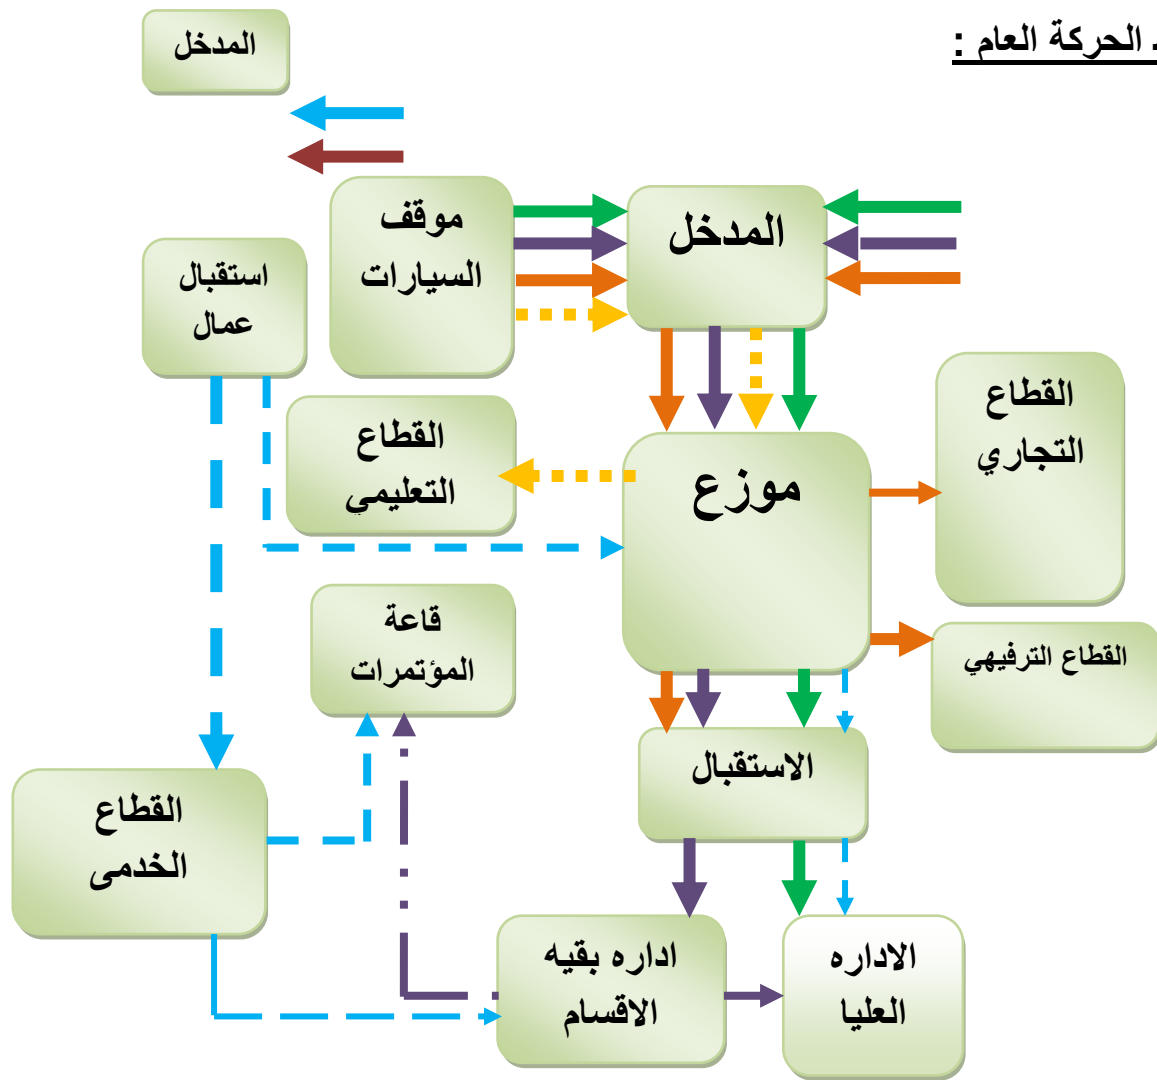 . الحركة العام :
المدخل
موقف
السيارات
المدخل
استقبال
عمال
القطاع
التجاري
القطاع
التعليمي
موزع
قاعة
المؤتمرات
القطاع الترفيهي
الاستقبال
القطاع
الخدمى
اداره بقيه
الاقسام
الاداره
العليا